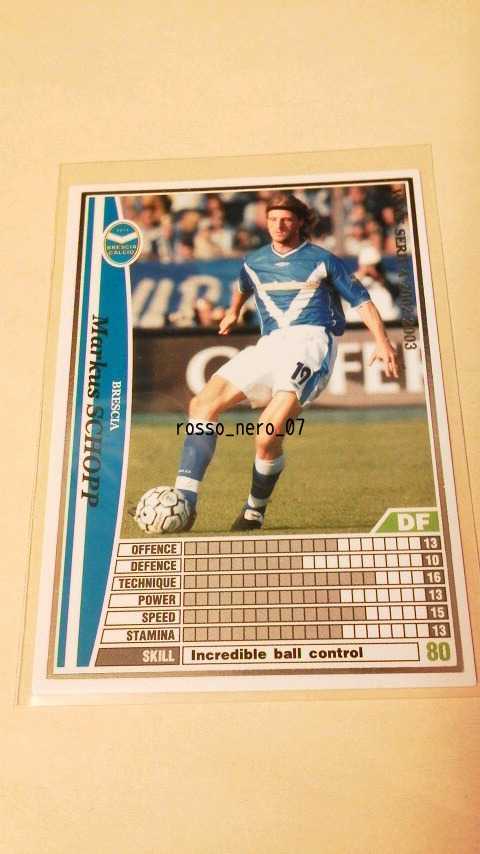 BRESCIA
CALCIO
SERIE A 2002-2003
Markus SCHOPP
BRESCIA
19
rosso_nero_07
DF
OFFENCE 13
DEFENCE 10
TECHNIQUE 16
POWER 13
SPEED 15
STAMINA 13
SKILL Incredible ball control 80